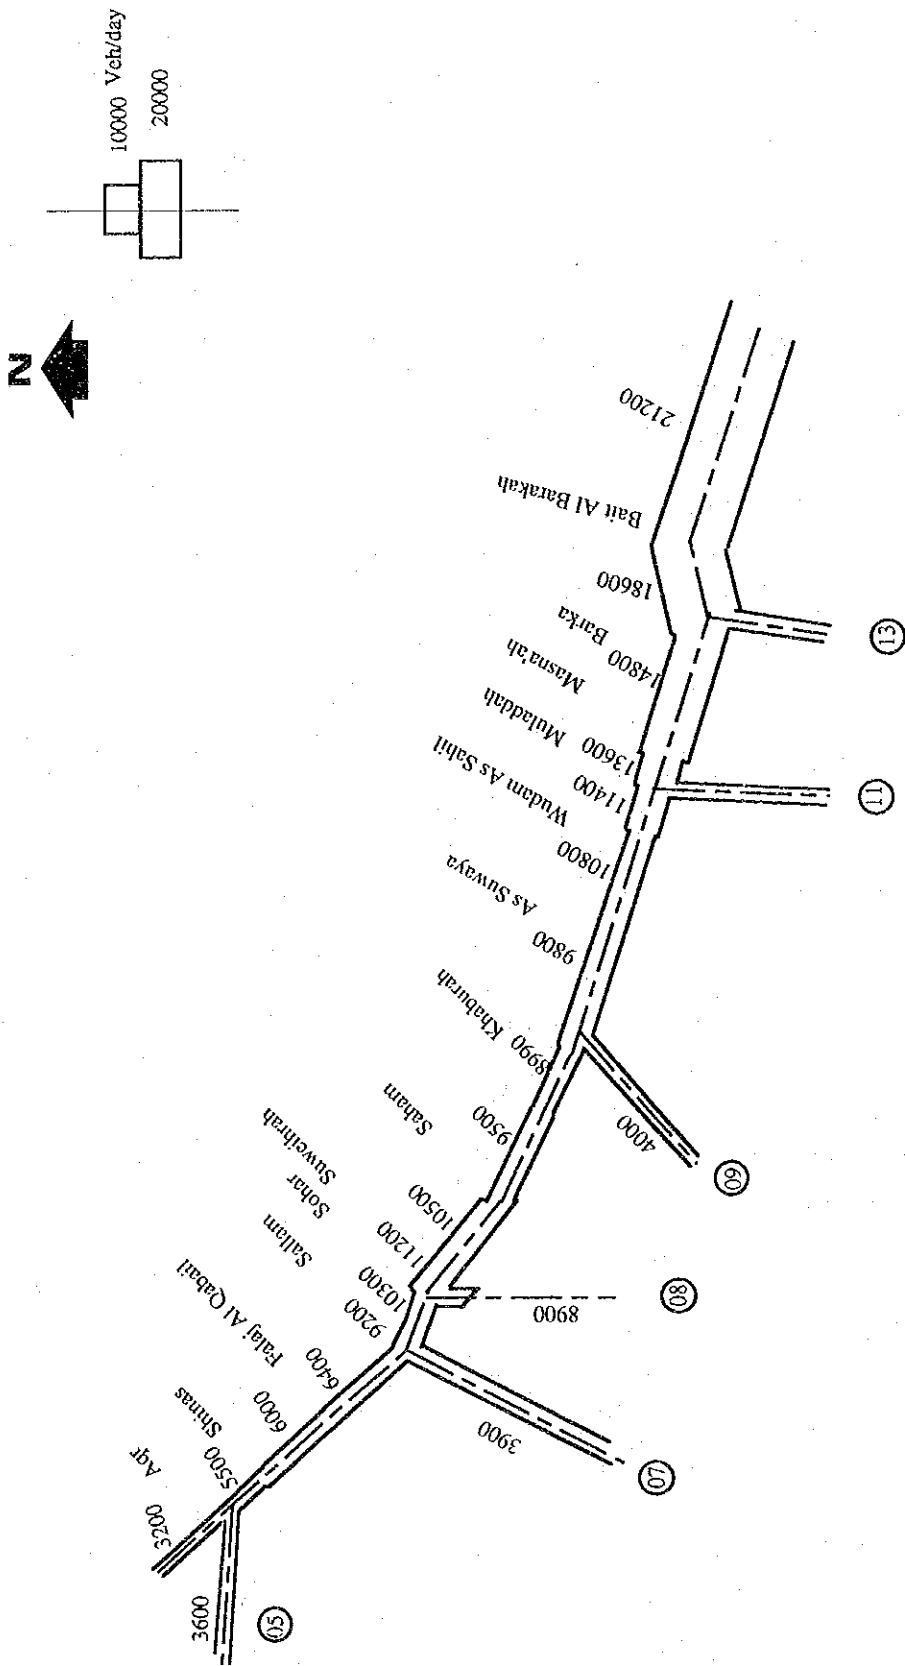 N
10000 Veh/day
20000
21200
Bait Al Barakah
18600
Barka
14800
Masna'ah
Muladdah
13600
11400
Wudam As Sahil
10800
As Suwaya
9800
Khaburah
8990
Saham
9500
Suweihrah
10500
Sohar
11200
Sallam
10300
9200
Falaj Al Qabail
6400
6000
Shinas
5500
Aqr
3200
3600
05
3900
07
8900
08
4000
09
11
13